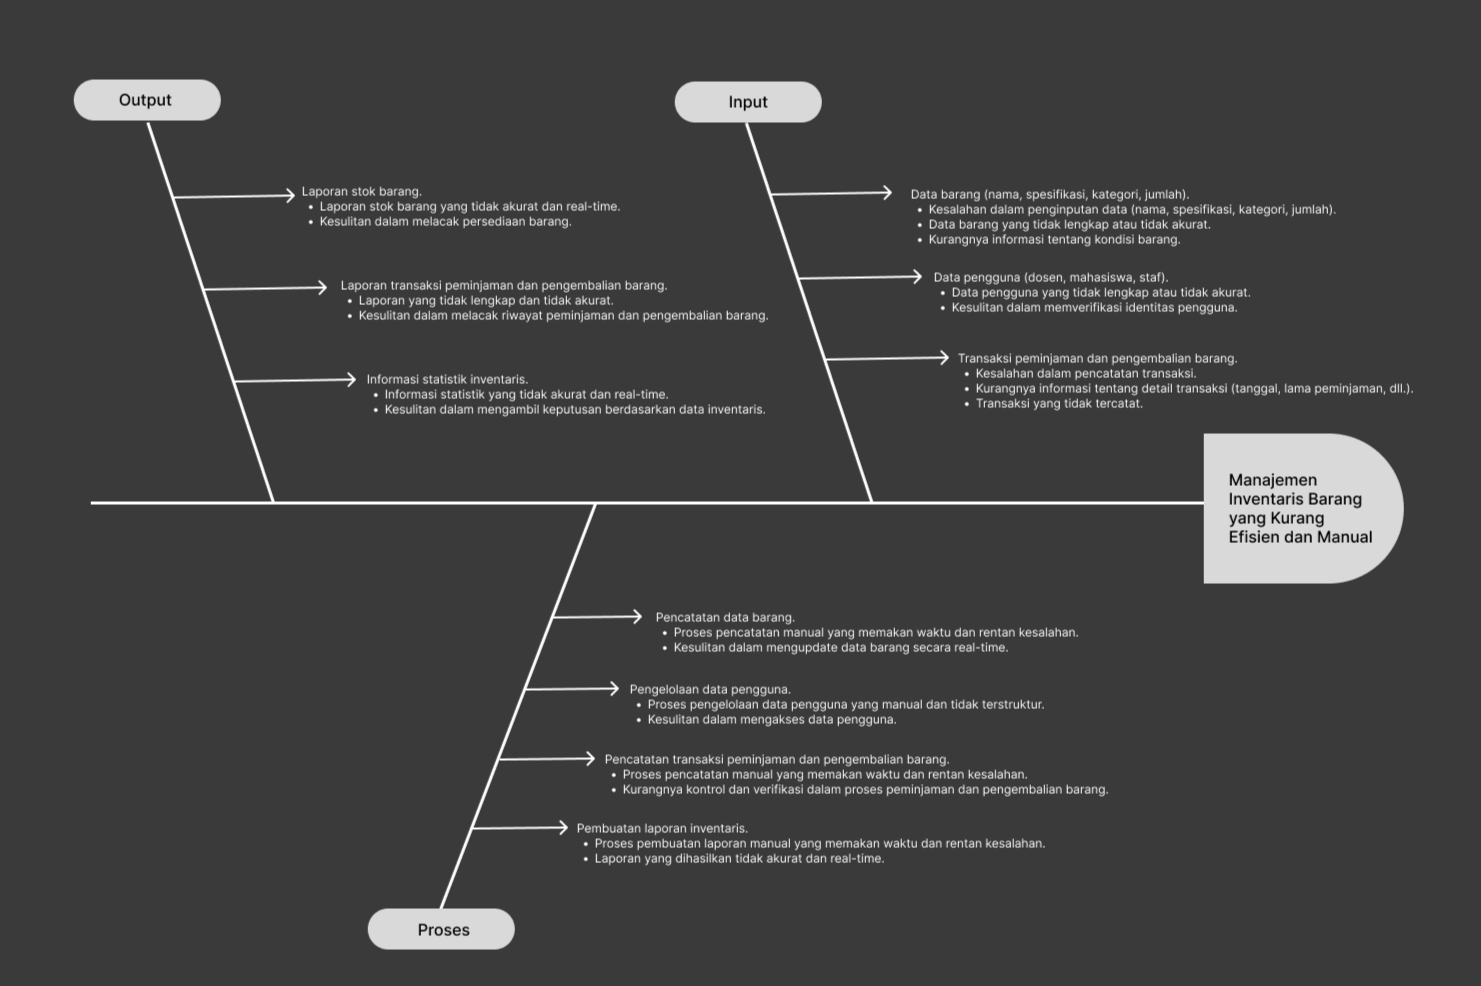 Output
Laporan stok barang.
• Laporan stok barang yang tidak akurat dan real-time.
• Kesulitan dalam melacak persediaan barang.
Laporan transaksi peminjaman dan pengembalian barang.
• Laporan yang tidak lengkap dan tidak akurat.
• Kesulitan dalam melacak riwayat peminjaman dan pengembalian barang.
Informasi statistik inventaris.
• Informasi statistik yang tidak akurat dan real-time.
• Kesulitan dalam mengambil keputusan berdasarkan data inventaris.
Input
Data barang (nama, spesifikasi, kategori, jumlah).
• Kesalahan dalam penginputan data (nama, spesifikasi, kategori, jumlah).
• Data barang yang tidak lengkap atau tidak akurat.
• Kurangnya informasi tentang kondisi barang.
Data pengguna (dosen, mahasiswa, staf).
• Data pengguna yang tidak lengkap atau tidak akurat.
• Kesulitan dalam memverifikasi identitas pengguna.
Transaksi peminjaman dan pengembalian barang.
• Kesalahan dalam pencatatan transaksi.
• Kurangnya informasi tentang detail transaksi (tanggal, lama peminjaman, dll.).
• Transaksi yang tidak tercatat.
Manajemen
Inventaris Barang
yang Kurang
Efisien dan Manual
Pencatatan data barang.
• Proses pencatatan manual yang memakan waktu dan rentan kesalahan.
• Kesulitan dalam mengupdate data barang secara real-time.
Pengelolaan data pengguna.
• Proses pengelolaan data pengguna yang manual dan tidak terstruktur.
• Kesulitan dalam mengakses data pengguna.
Pencatatan transaksi peminjaman dan pengembalian barang.
• Proses pencatatan manual yang memakan waktu dan rentan kesalahan.
• Kurangnya kontrol dan verifikasi dalam proses peminjaman dan pengembalian barang.
Pembuatan laporan inventaris.
• Proses pembuatan laporan manual yang memakan waktu dan rentan kesalahan.
• Laporan yang dihasilkan tidak akurat dan real-time.
Proses